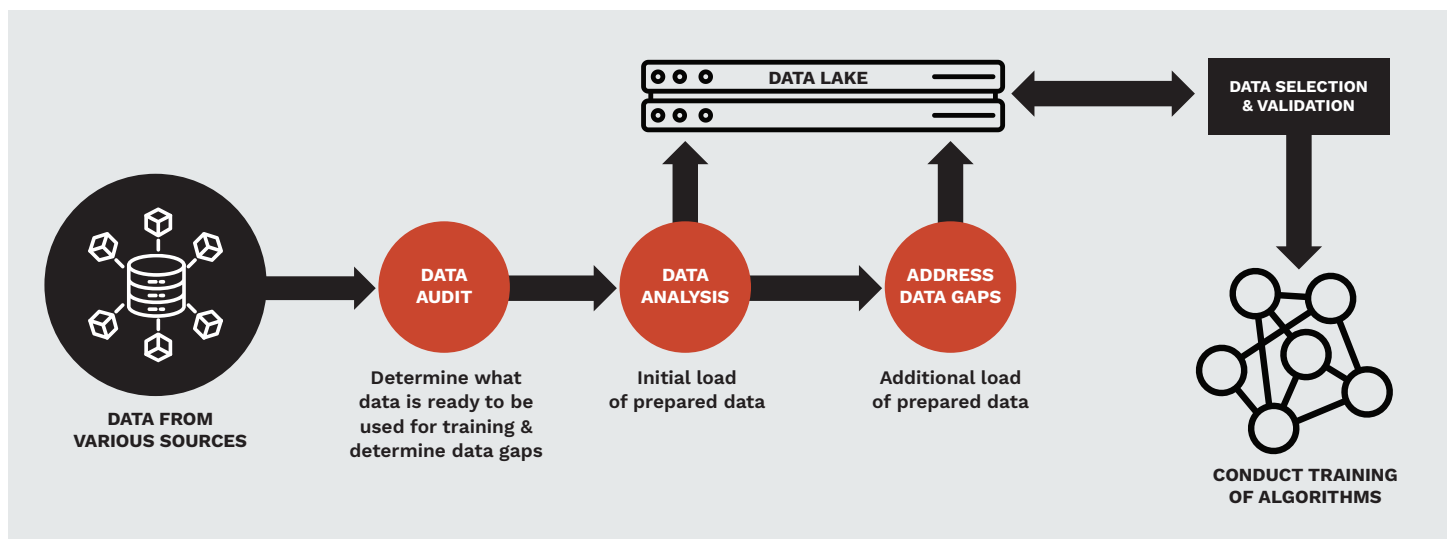 DATA LAKE
DATA SELECTION
& VALIDATION
DATA
AUDIT
DATA
ANALYSIS
ADDRESS
DATA GAPS
DATA FROM
VARIOUS SOURCES
Determine what
data is ready to be
used for training &
determine data gaps
Initial load
of prepared data
Additional load
of prepared data
CONDUCT TRAINING
OF ALGORITHMS